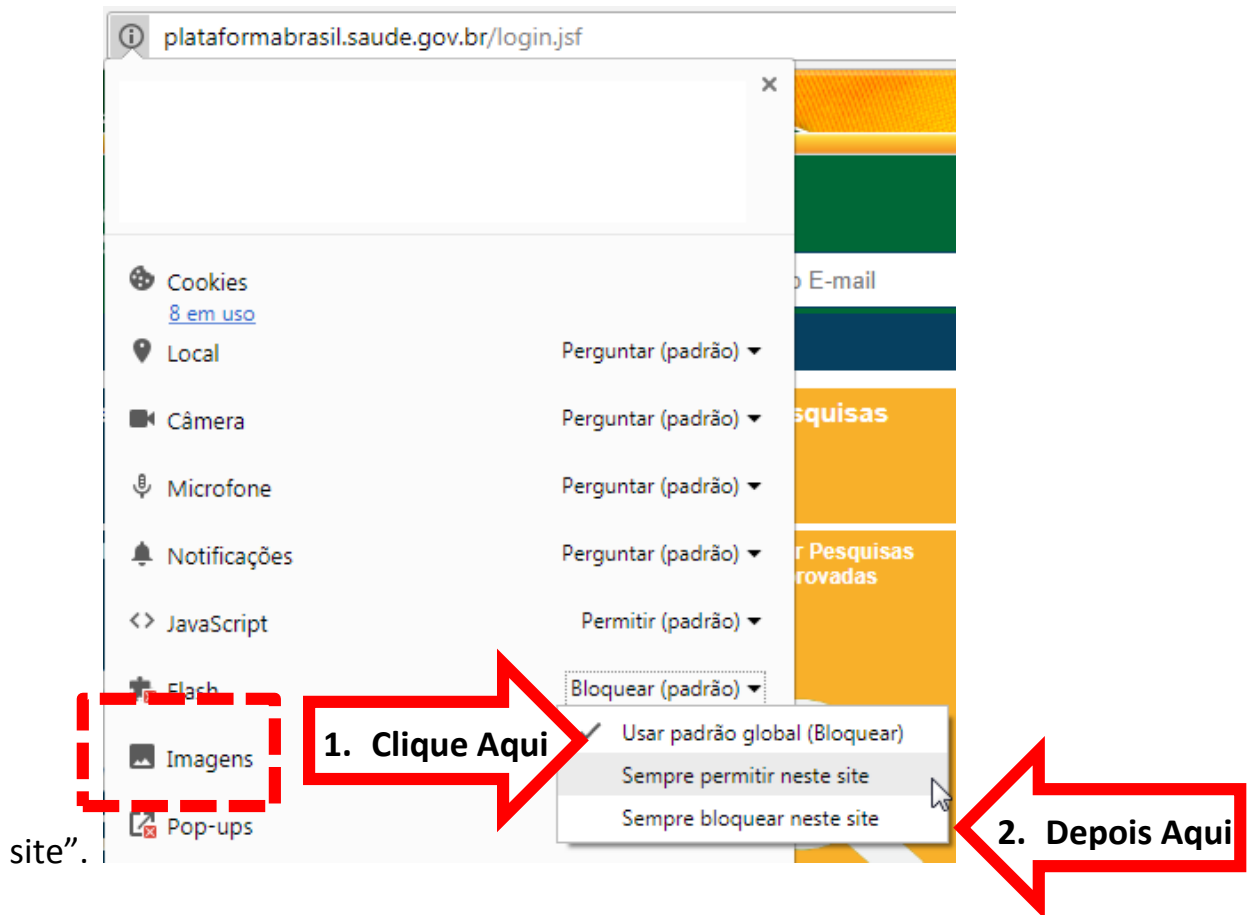 plataformabrasil.saude.gov.br/login.jsf
Cookies
8 em uso
E-mail
Local Perguntar (padrão)
Câmera Perguntar (padrão)
squisas
Microfone Perguntar (padrão)
Notificações Perguntar (padrão)
r Pesquisas
rovadas
JavaScript Permitir (padrão)
Flash Bloquear (padrão)
1. Clique Aqui
Usar padrão global (Bloquear)
Imagens
Sempre permitir neste site
Pop-ups
Sempre bloquear neste site
2. Depois Aqui
site”.